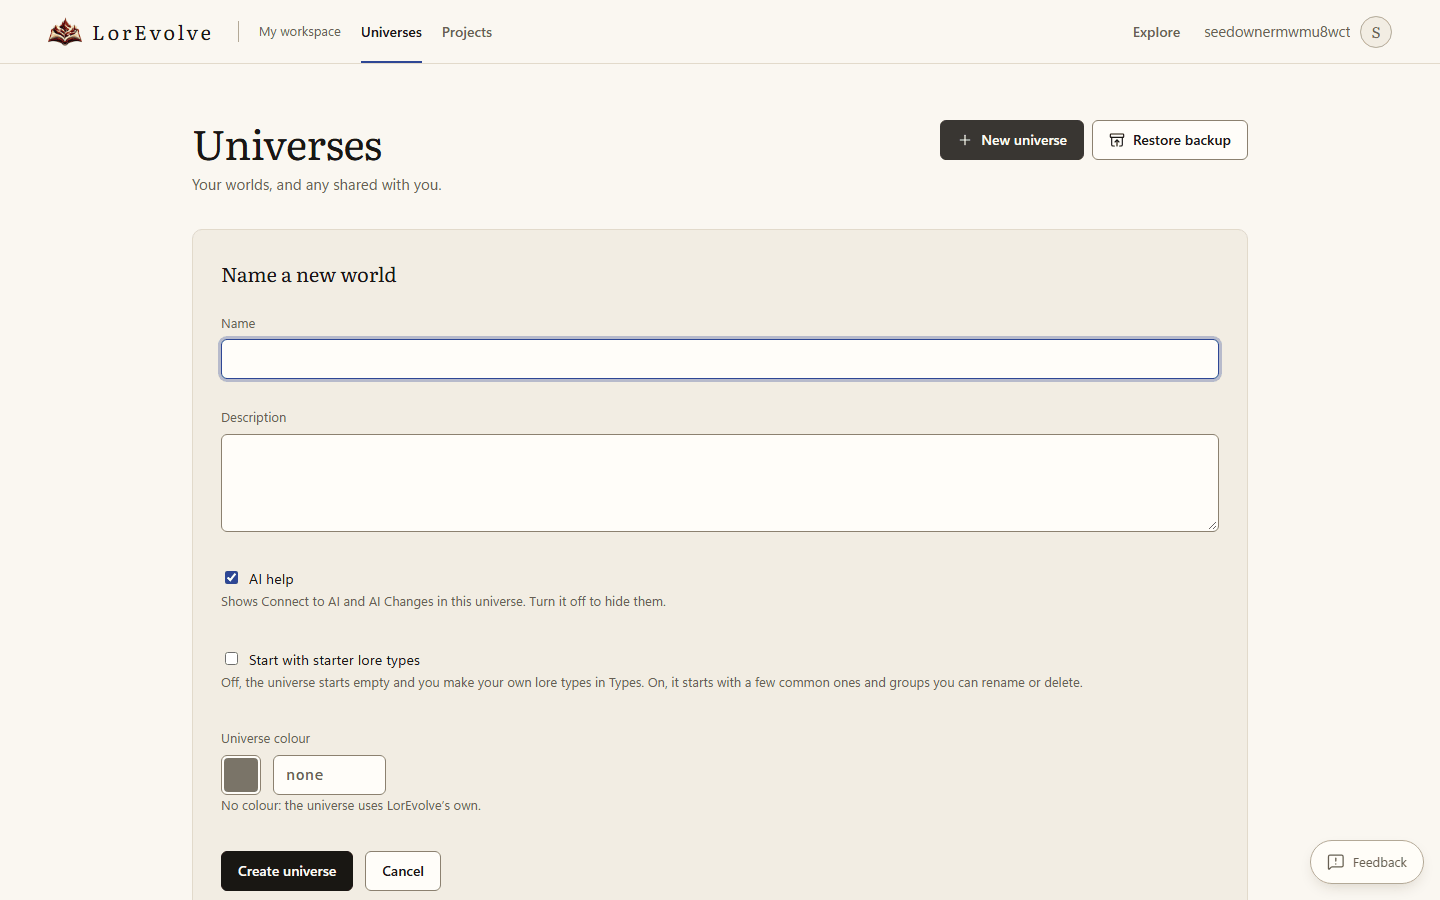 LorEvolve
My workspace
Universes
Projects
Explore
seedownermwmu8wct
S
Universes
Your worlds, and any shared with you.
New universe
Restore backup
Name a new world
Name
Description
AI help
Shows Connect to AI and AI Changes in this universe. Turn it off to hide them.
Start with starter lore types
Off, the universe starts empty and you make your own lore types in Types. On, it starts with a few common ones and groups you can rename or delete.
Universe colour
none
No colour: the universe uses LorEvolve’s own.
Create universe
Cancel
Feedback